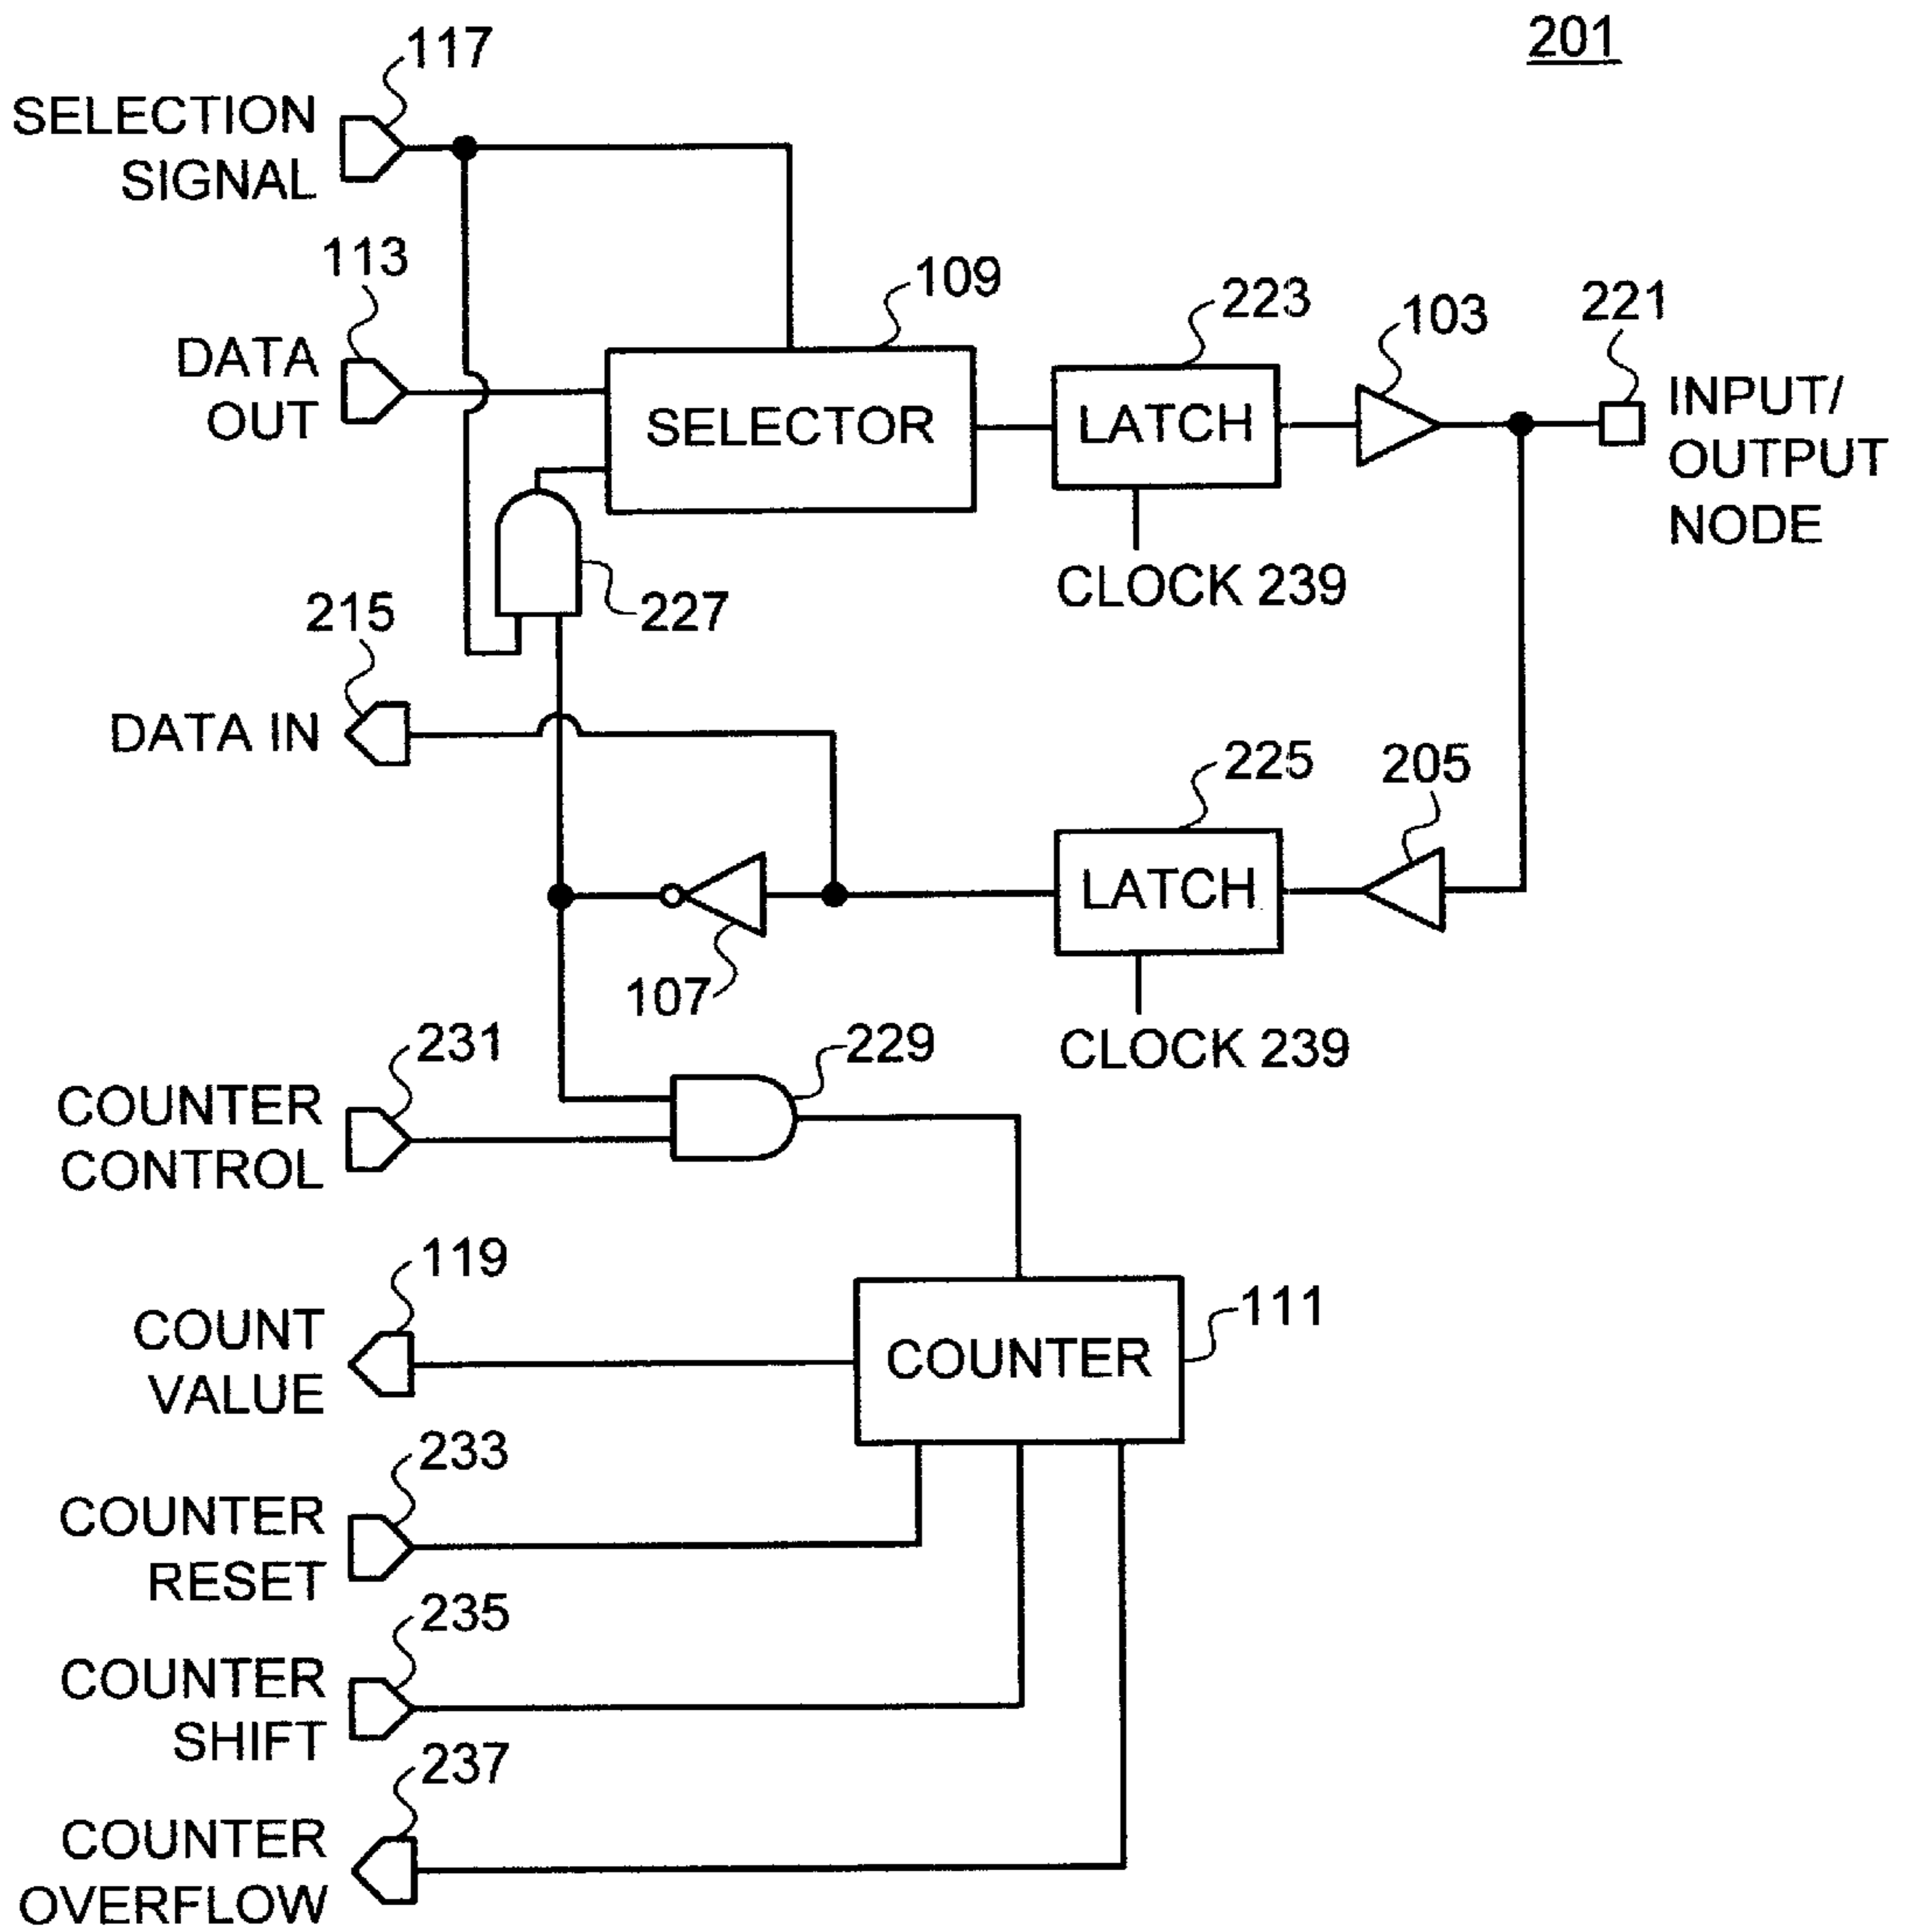 201
117
SELECTION
SIGNAL
113
DATA
OUT
109
SELECTOR
223
LATCH
CLOCK 239
103
221
INPUT/
OUTPUT
NODE
227
215
DATA IN
225
LATCH
CLOCK 239
205
107
231
COUNTER
CONTROL
229
119
COUNT
VALUE
COUNTER
111
233
COUNTER
RESET
235
COUNTER
SHIFT
237
COUNTER
OVERFLOW